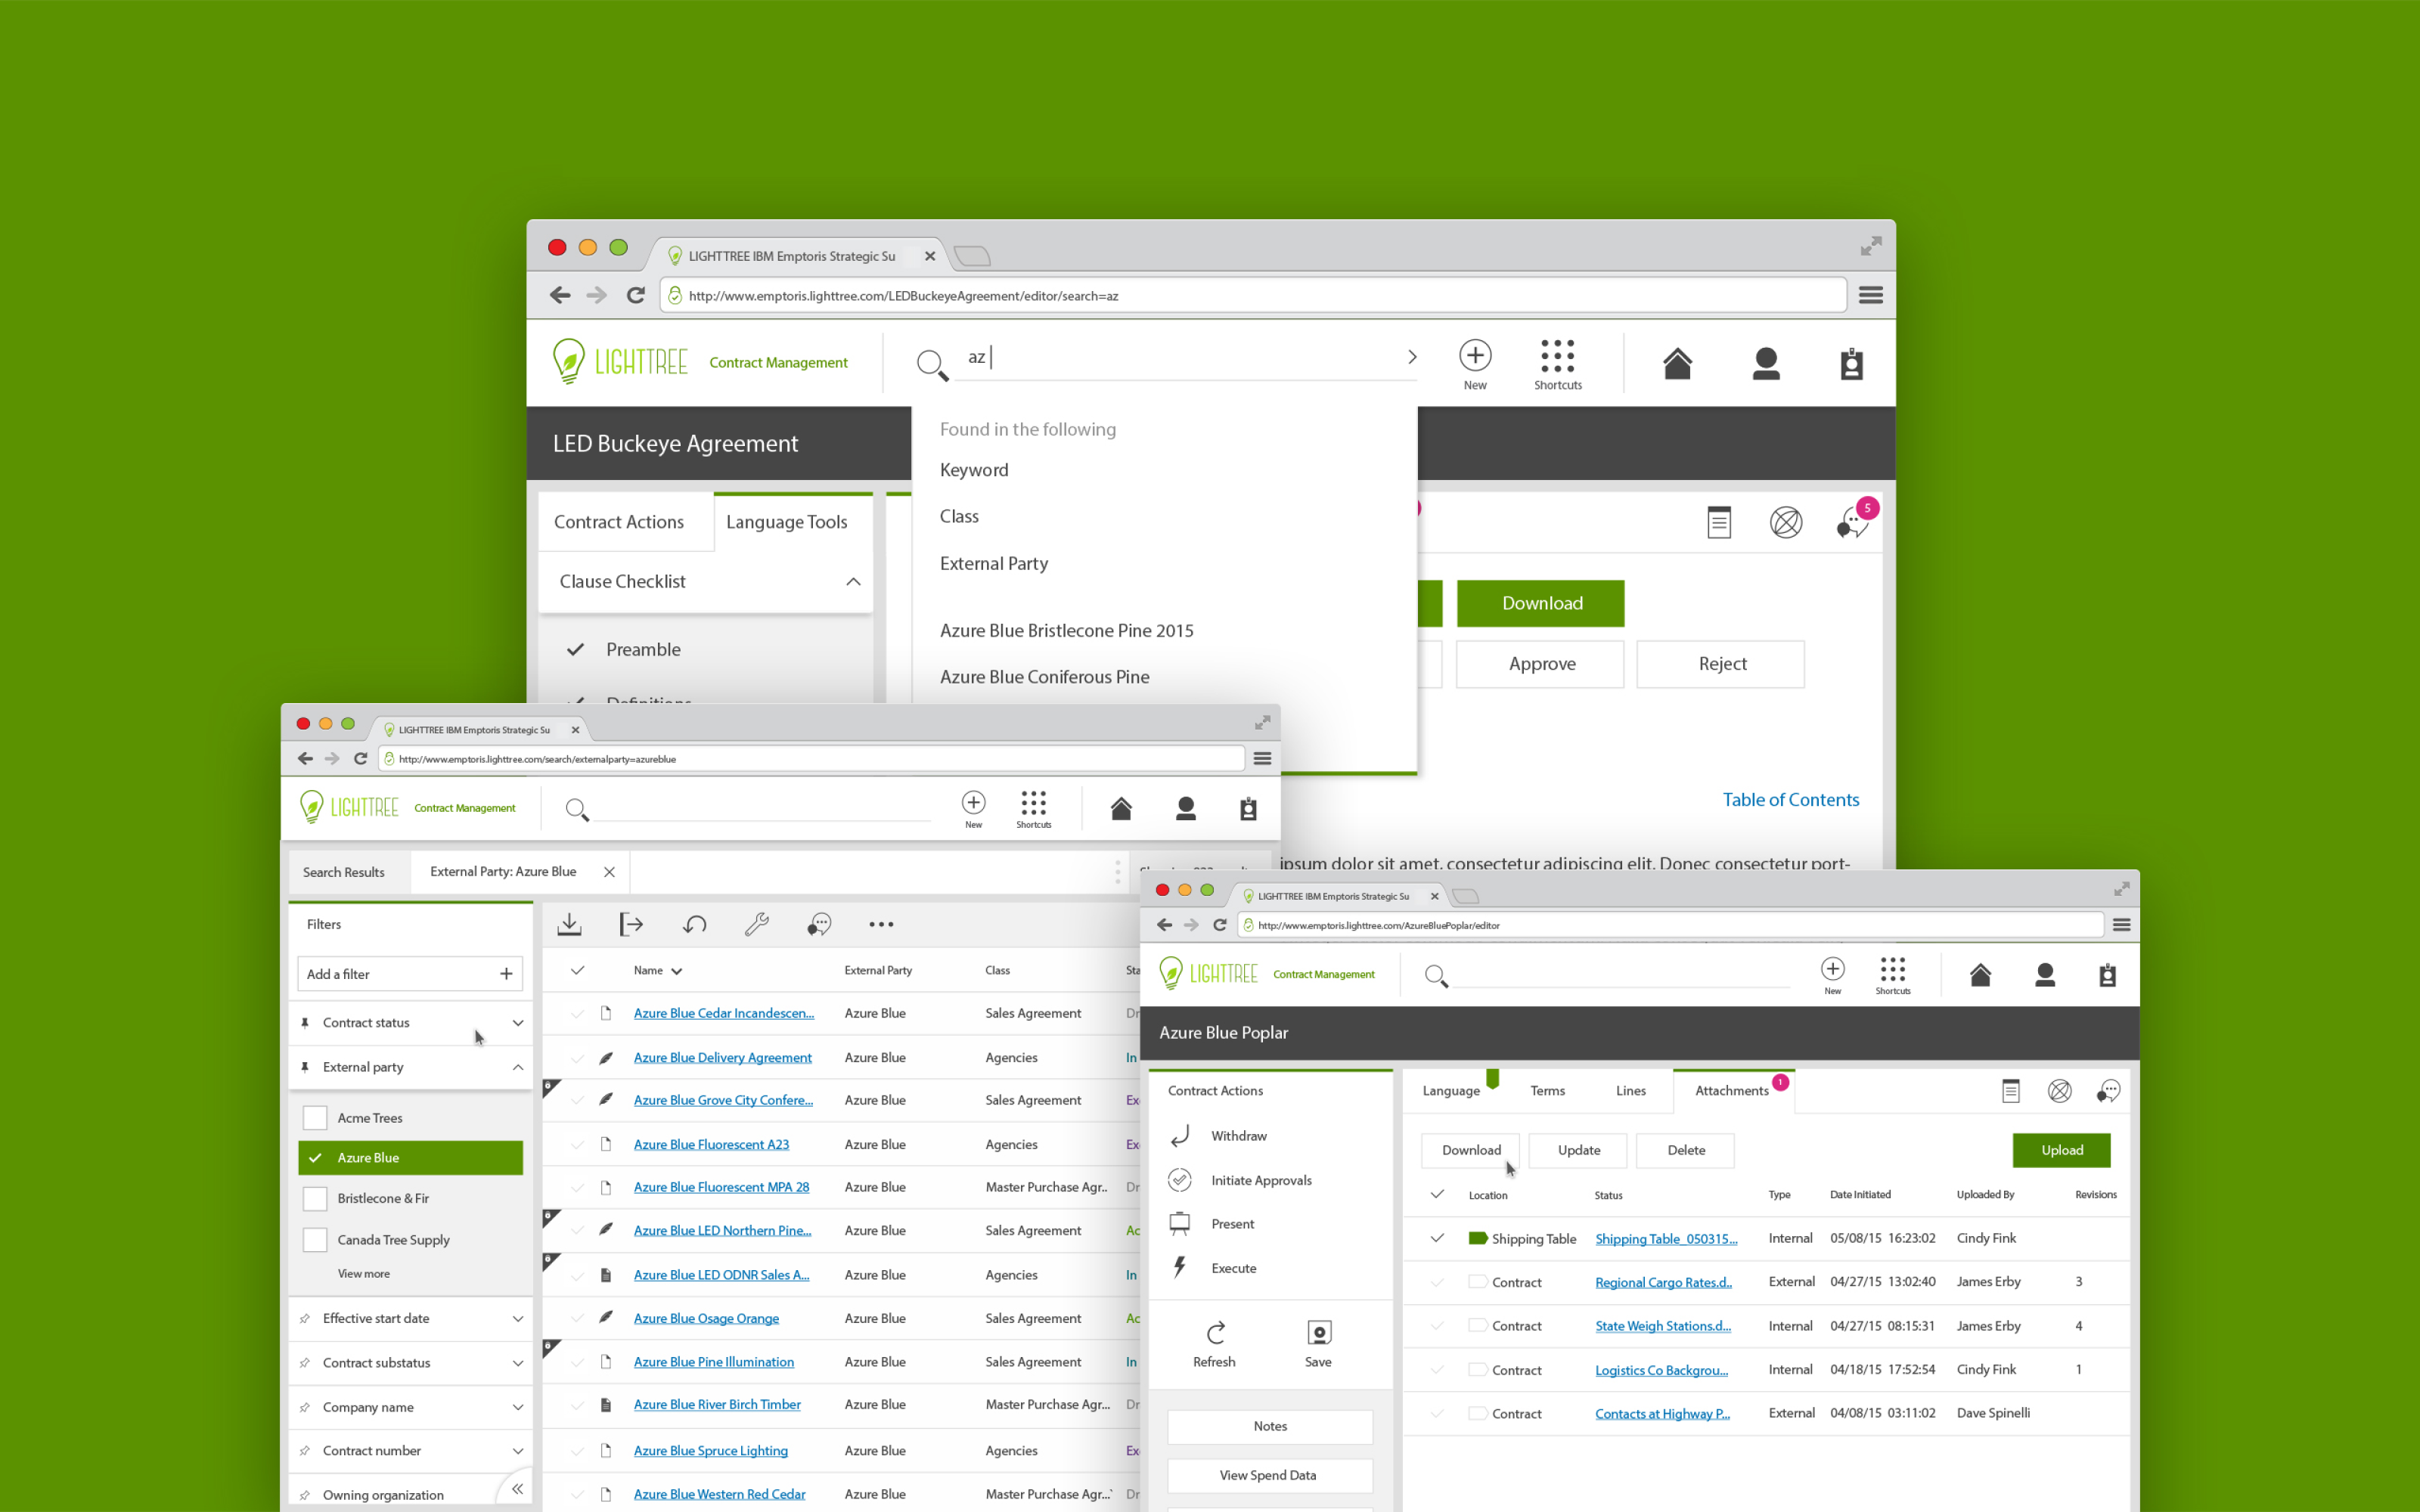 LIGHTTREE IBM Emptoris Strategic Su
http://www.emptoris.lighttree.com/LEDBuckeyeAgreement/editor/search=az
LIGHTTREE Contract Management
az
New
Shortcuts
LED Buckeye Agreement
Found in the following
Keyword
Class
External Party
Azure Blue Bristlecone Pine 2015
Azure Blue Coniferous Pine
Contract Actions
Language Tools
Clause Checklist
Preamble
Definitions
5
Download
Approve
Reject
Table of Contents
ipsum dolor sit amet, consectetur adipiscing elit. Donec consectetur port-
LIGHTTREE IBM Emptoris Strategic Su
http://www.emptoris.lighttree.com/search/externalparty=azureblue
LIGHTTREE Contract Management
New
Shortcuts
Search Results
External Party: Azure Blue
Filters
Add a filter
Contract status
External party
Acme Trees
Azure Blue
Bristlecone & Fir
Canada Tree Supply
View more
Effective start date
Contract substatus
Company name
Contract number
Owning organization
Name External Party Class Sta
Azure Blue Cedar Incandescen... Azure Blue Sales Agreement Dr
Azure Blue Delivery Agreement Azure Blue Agencies In
Azure Blue Grove City Confere... Azure Blue Sales Agreement Ex
Azure Blue Fluorescent A23 Azure Blue Agencies Ex
Azure Blue Fluorescent MPA 28 Azure Blue Master Purchase Agr.. Dr
Azure Blue LED Northern Pine... Azure Blue Sales Agreement Ac
Azure Blue LED ODNR Sales A... Azure Blue Agencies In
Azure Blue Osage Orange Azure Blue Sales Agreement Ac
Azure Blue Pine Illumination Azure Blue Sales Agreement In
Azure Blue River Birch Timber Azure Blue Master Purchase Agr... Dr
Azure Blue Spruce Lighting Azure Blue Agencies Ex
Azure Blue Western Red Cedar Azure Blue Master Purchase Agr...` Dr
LIGHTTREE IBM Emptoris Strategic Su
http://www.emptoris.lighttree.com/AzureBluePoplar/editor
LIGHTTREE Contract Management
New
Shortcuts
Azure Blue Poplar
Contract Actions
Withdraw
Initiate Approvals
Present
Execute
Refresh
Save
Notes
View Spend Data
Language Terms Lines Attachments 1
Download Update Delete Upload
Location Status Type Date Initiated Uploaded By Revisions
Shipping Table Shipping Table_050315... Internal 05/08/15 16:23:02 Cindy Fink
Contract Regional Cargo Rates.d.. External 04/27/15 13:02:40 James Erby 3
Contract State Weigh Stations.d... Internal 04/27/15 08:15:31 James Erby 4
Contract Logistics Co Backgrou... Internal 04/18/15 17:52:54 Cindy Fink 1
Contract Contacts at Highway P... External 04/08/15 03:11:02 Dave Spinelli